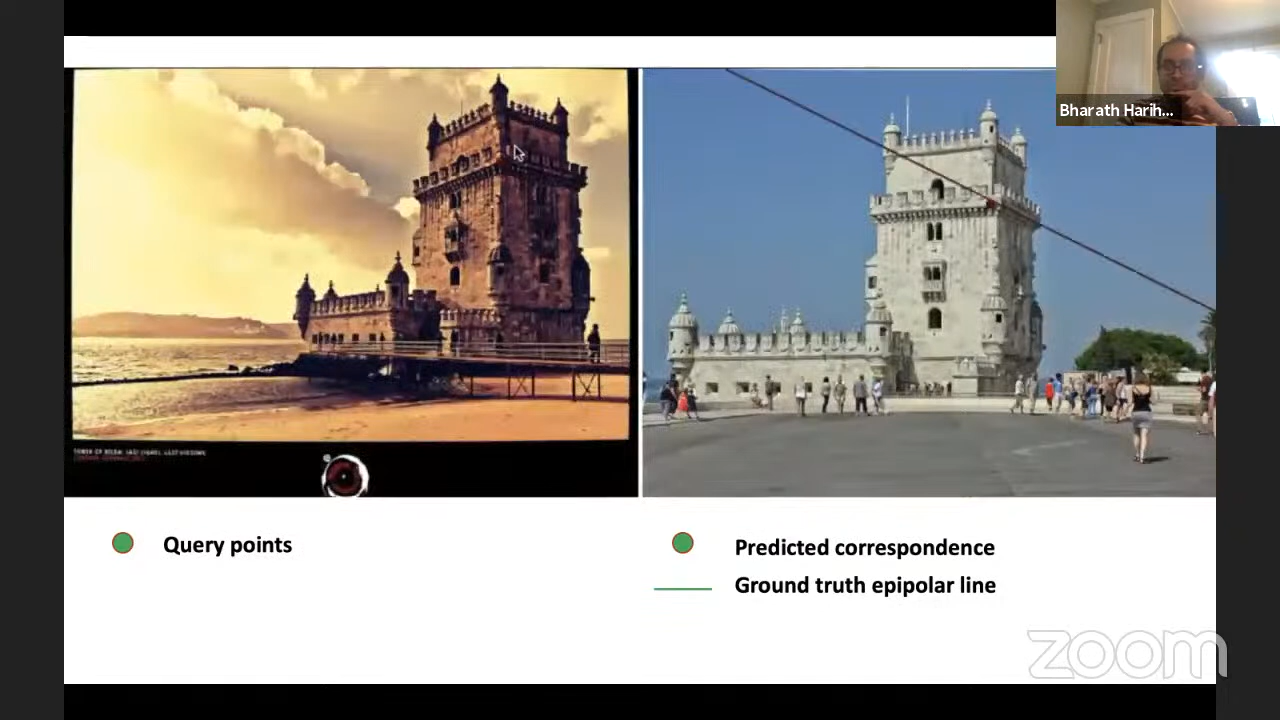 Bharath Harih...
Query points
Predicted correspondence
Ground truth epipolar line
zoom